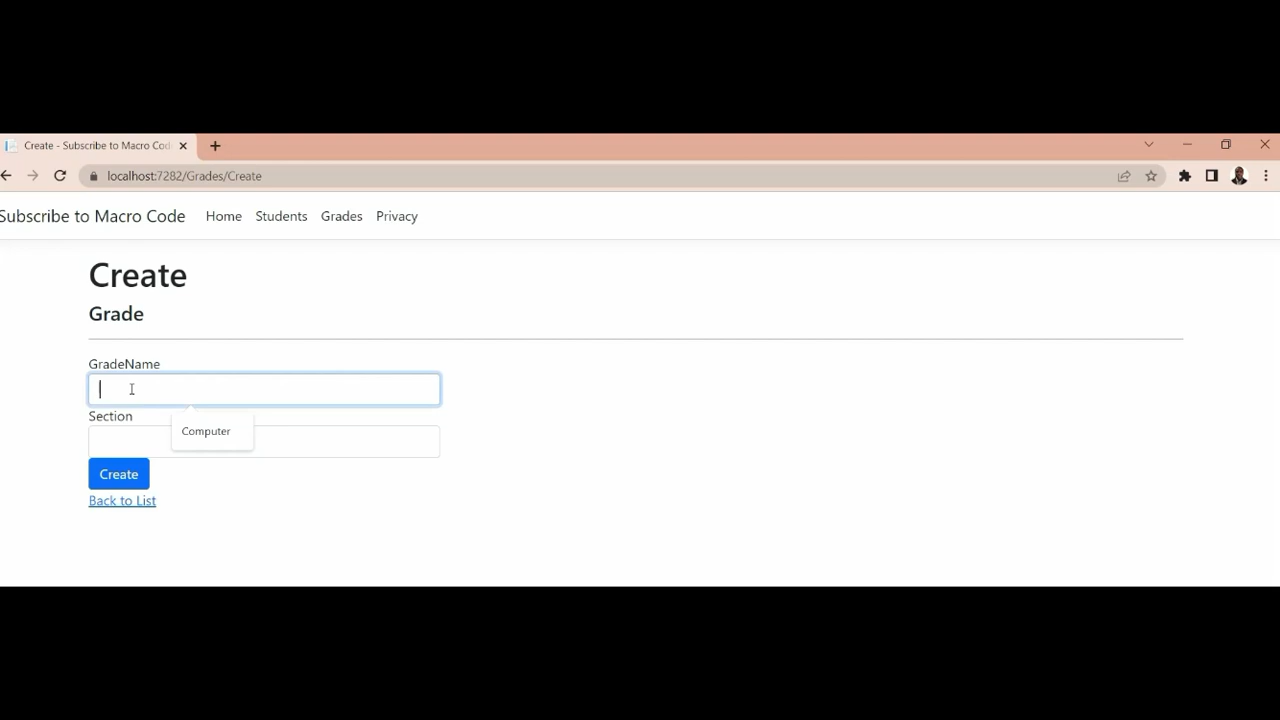 Create - Subscribe to Macro Cod
localhost:7282/Grades/Create
Subscribe to Macro Code Home Students Grades Privacy
Create
Grade
GradeName
Section
Computer
Create
Back to List